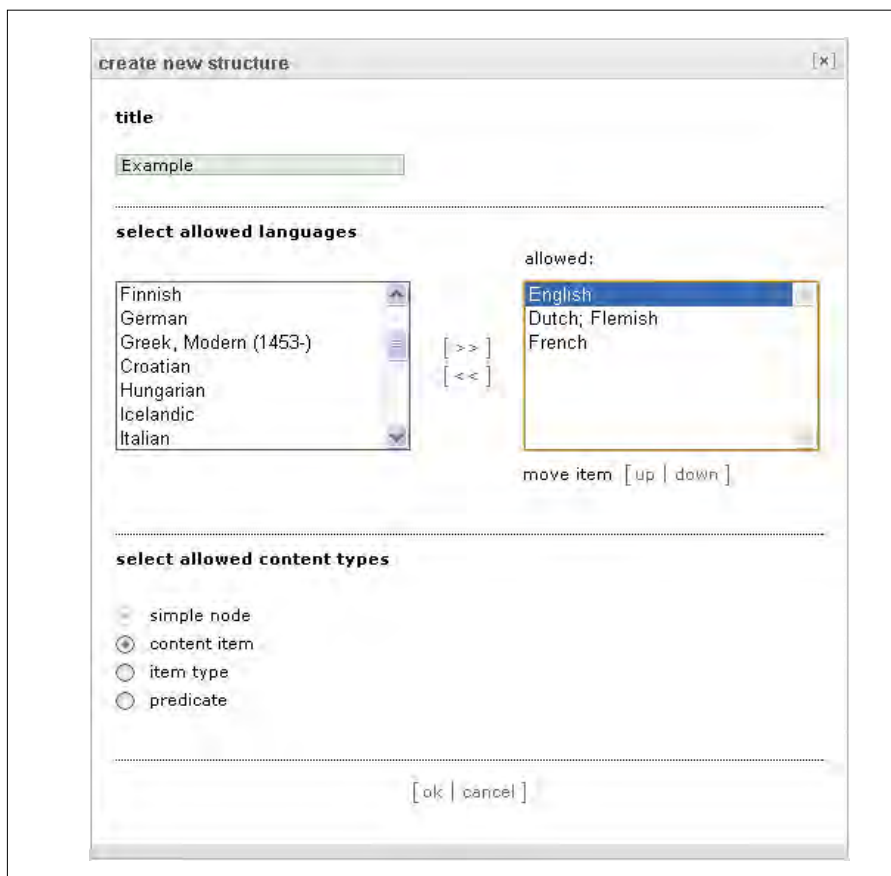 create new structure [×]
title
Example
select allowed languages
allowed:
Finnish
German
Greek, Modern (1453-)
Croatian
Hungarian
Icelandic
Italian
[ >> ]
[ << ]
English
Dutch; Flemish
French
move item [ up | down ]
select allowed content types
simple node
content item
item type
predicate
[ ok | cancel ]